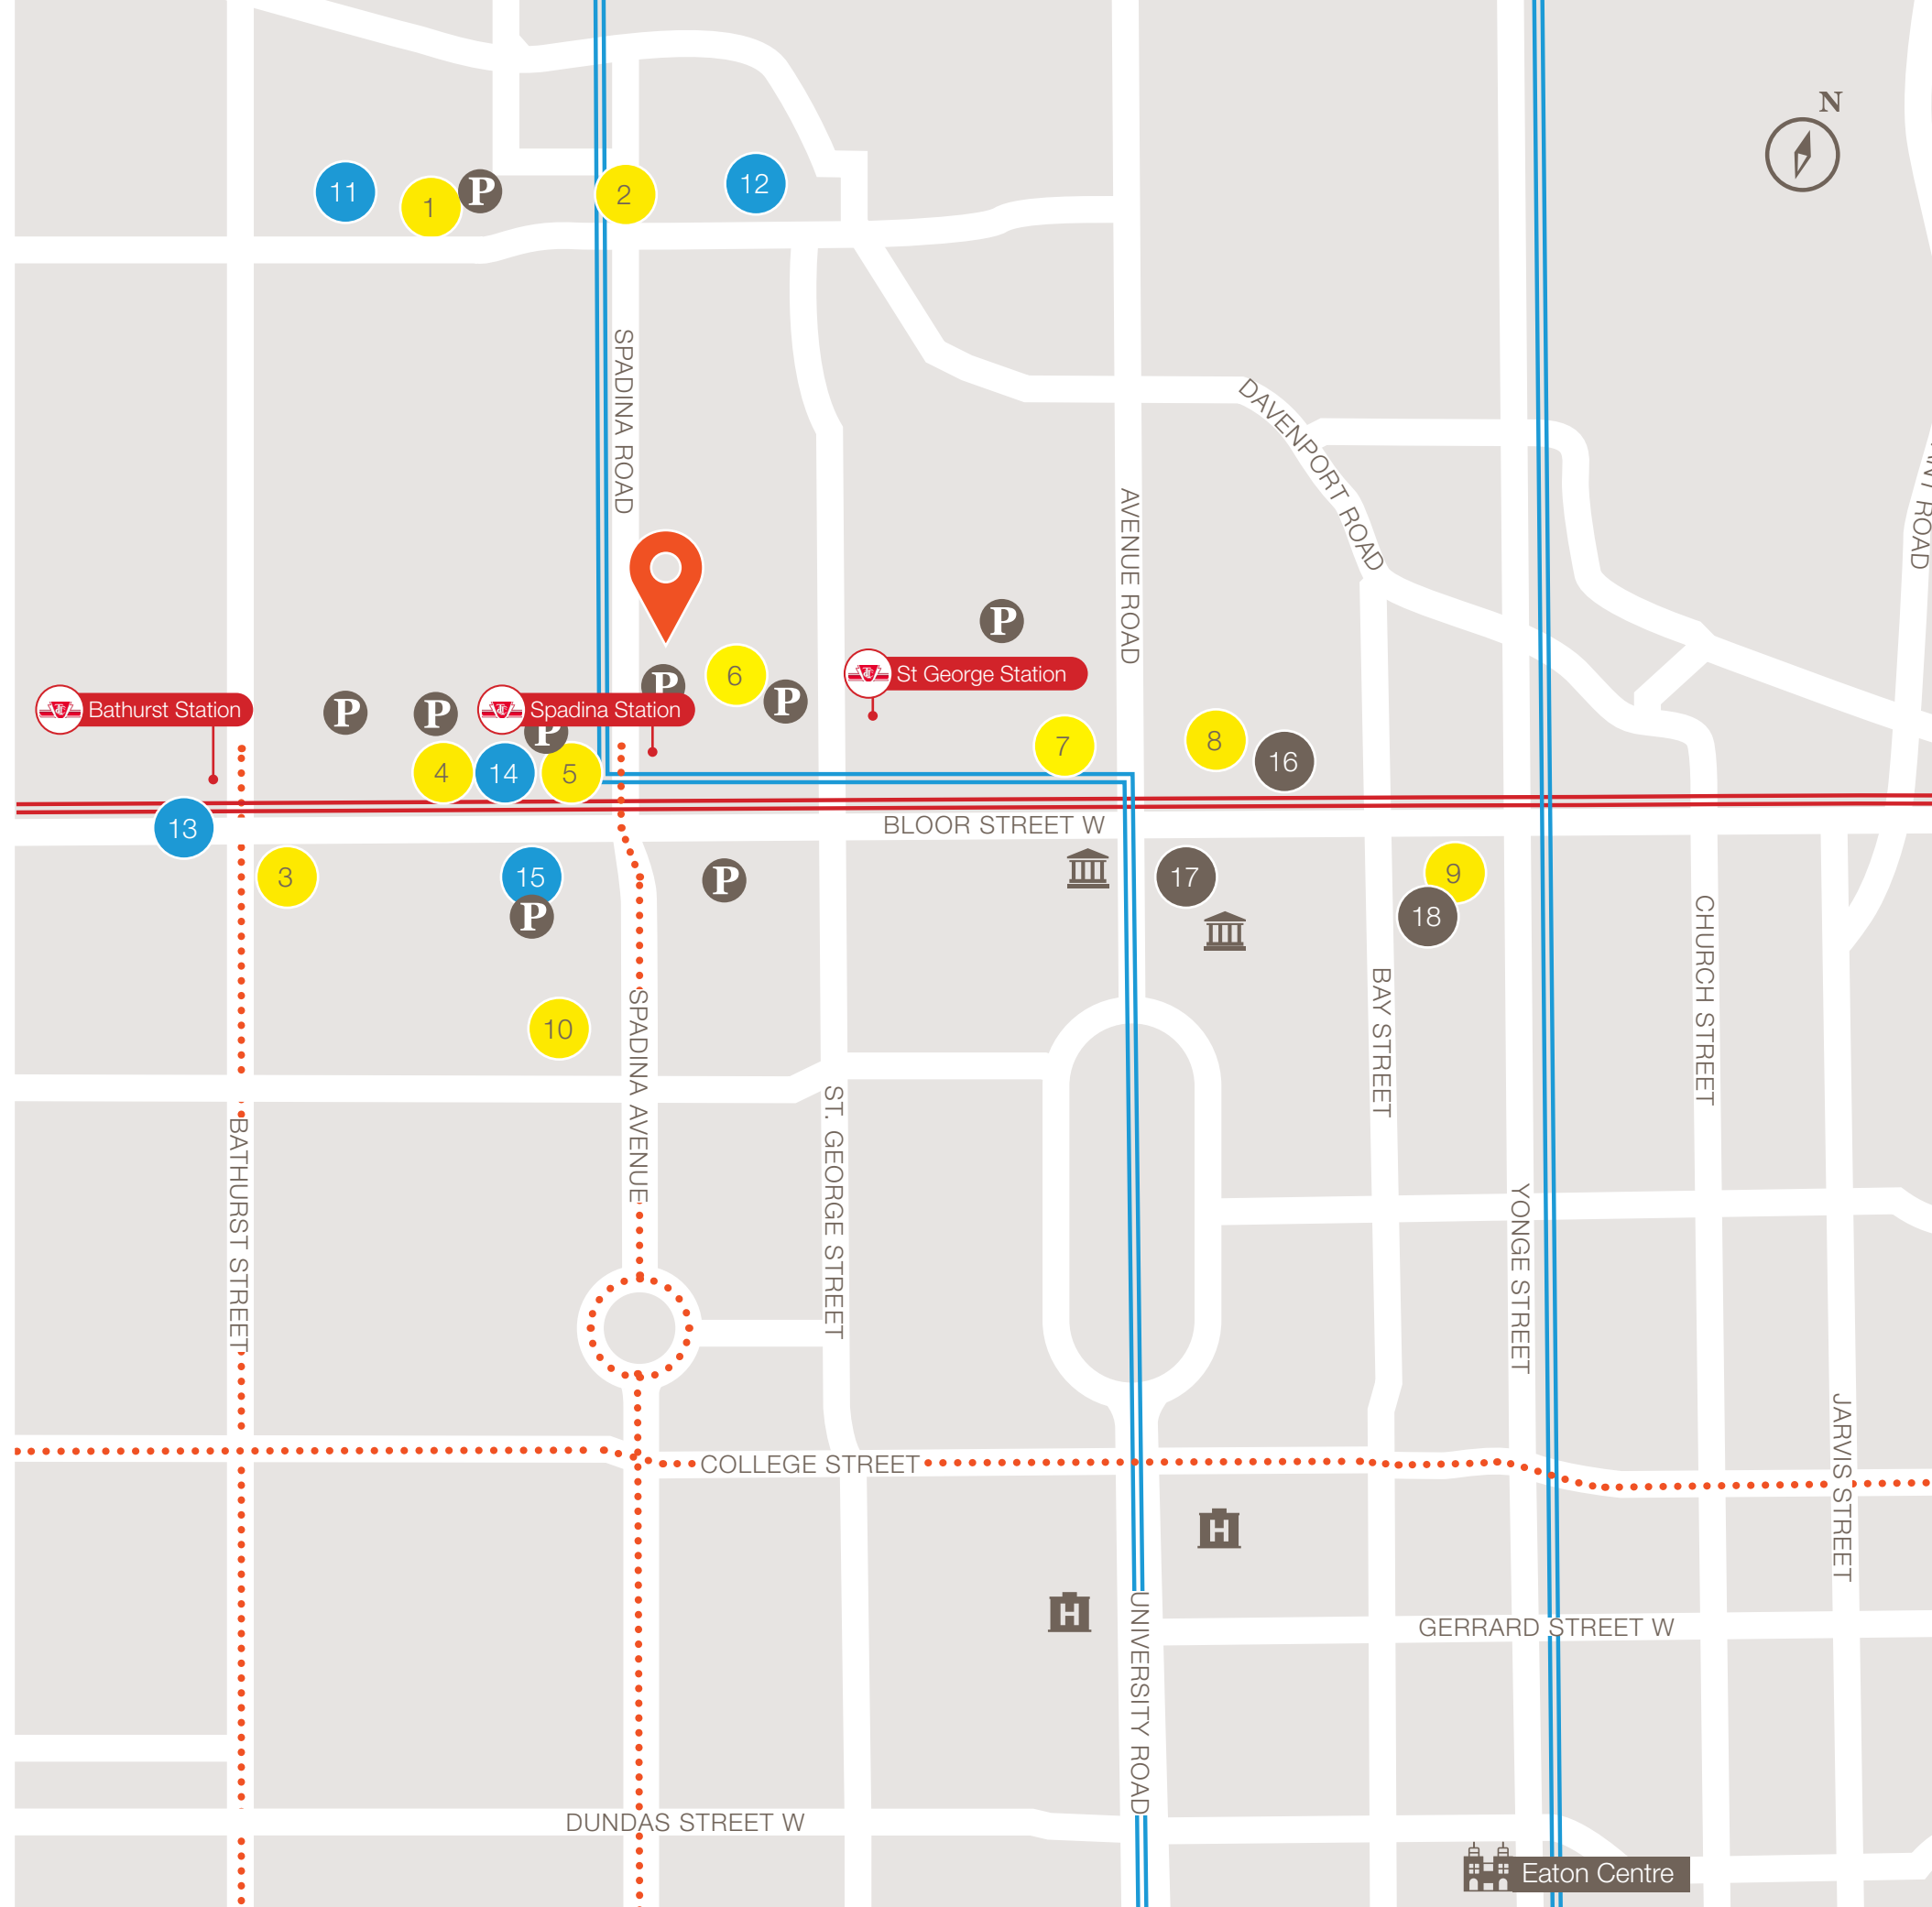 N
11
1
P
2
12
SPADINA ROAD
DAVENPORT ROAD
AVENUE ROAD
ROAD
P
6
St George Station
P
P
Bathurst Station
P
P
Spadina Station
P
7
8
16
4
14
5
13
BLOOR STREET W
3
15
P
P
17
9
18
10
SPADINA AVENUE
BAY STREET
CHURCH STREET
ST. GEORGE STREET
BATHURST STREET
YONGE STREET
JARVIS STREET
COLLEGE STREET
H
H
UNIVERSITY ROAD
GERRARD STREET W
DUNDAS STREET W
Eaton Centre